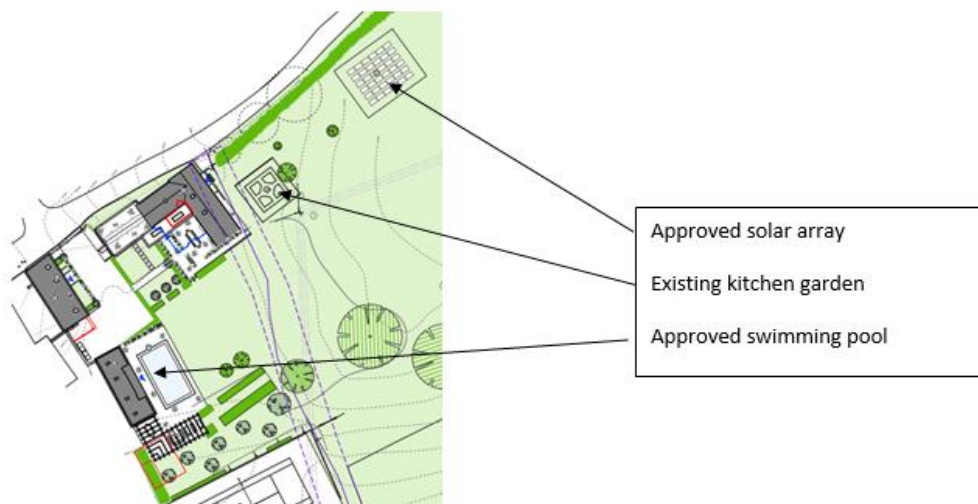 Approved solar array
Existing kitchen garden
Approved swimming pool